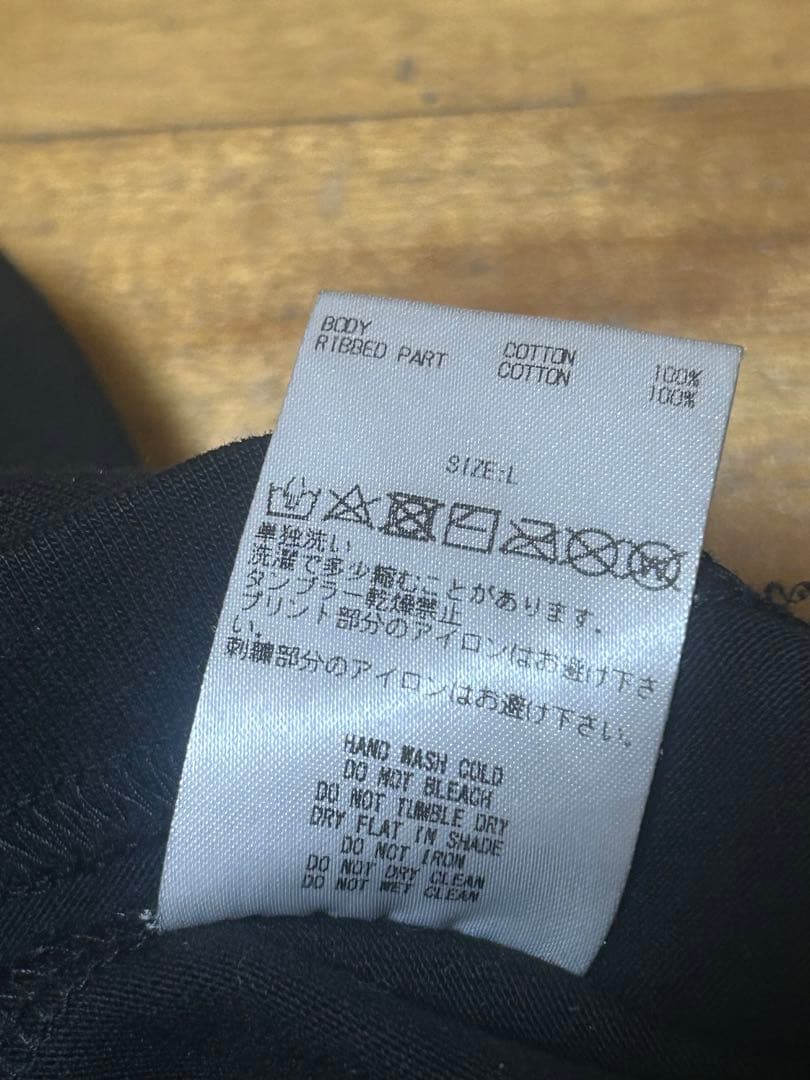 BODY COTTON 100%
RIBBED PART COTTON 100%
SIZE:L
単独洗い
洗濯で多少縮むことがあります。
タンブラー乾燥禁止
プリント部分のアイロンはお避け下さ
い。
刺繍部分のアイロンはお避け下さい。
HAND WASH COLD
DO NOT BLEACH
DO NOT TUMBLE DRY
DRY FLAT IN SHADE
DO NOT IRON
DO NOT DRY CLEAN
DO NOT WET CLEAN